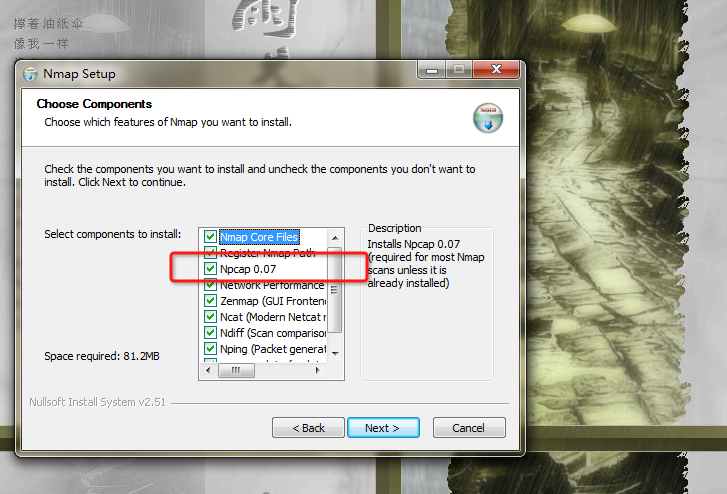 撑着油纸伞
像我一样
雨
Nmap Setup
Choose Components
Choose which features of Nmap you want to install.
Check the components you want to install and uncheck the components you don't want to
install. Click Next to continue.
Select components to install:
Nmap Core Files
Register Nmap Path
Npcap 0.07
Network Performance
Zenmap (GUI Frontend
Ncat (Modern Netcat r
Ndiff (Scan comparison
Nping (Packet generat
Description
Installs Npcap 0.07
(required for most Nmap
scans unless it is
already installed)
Space required: 81.2MB
Nullsoft Install System v2.51
< Back
Next >
Cancel